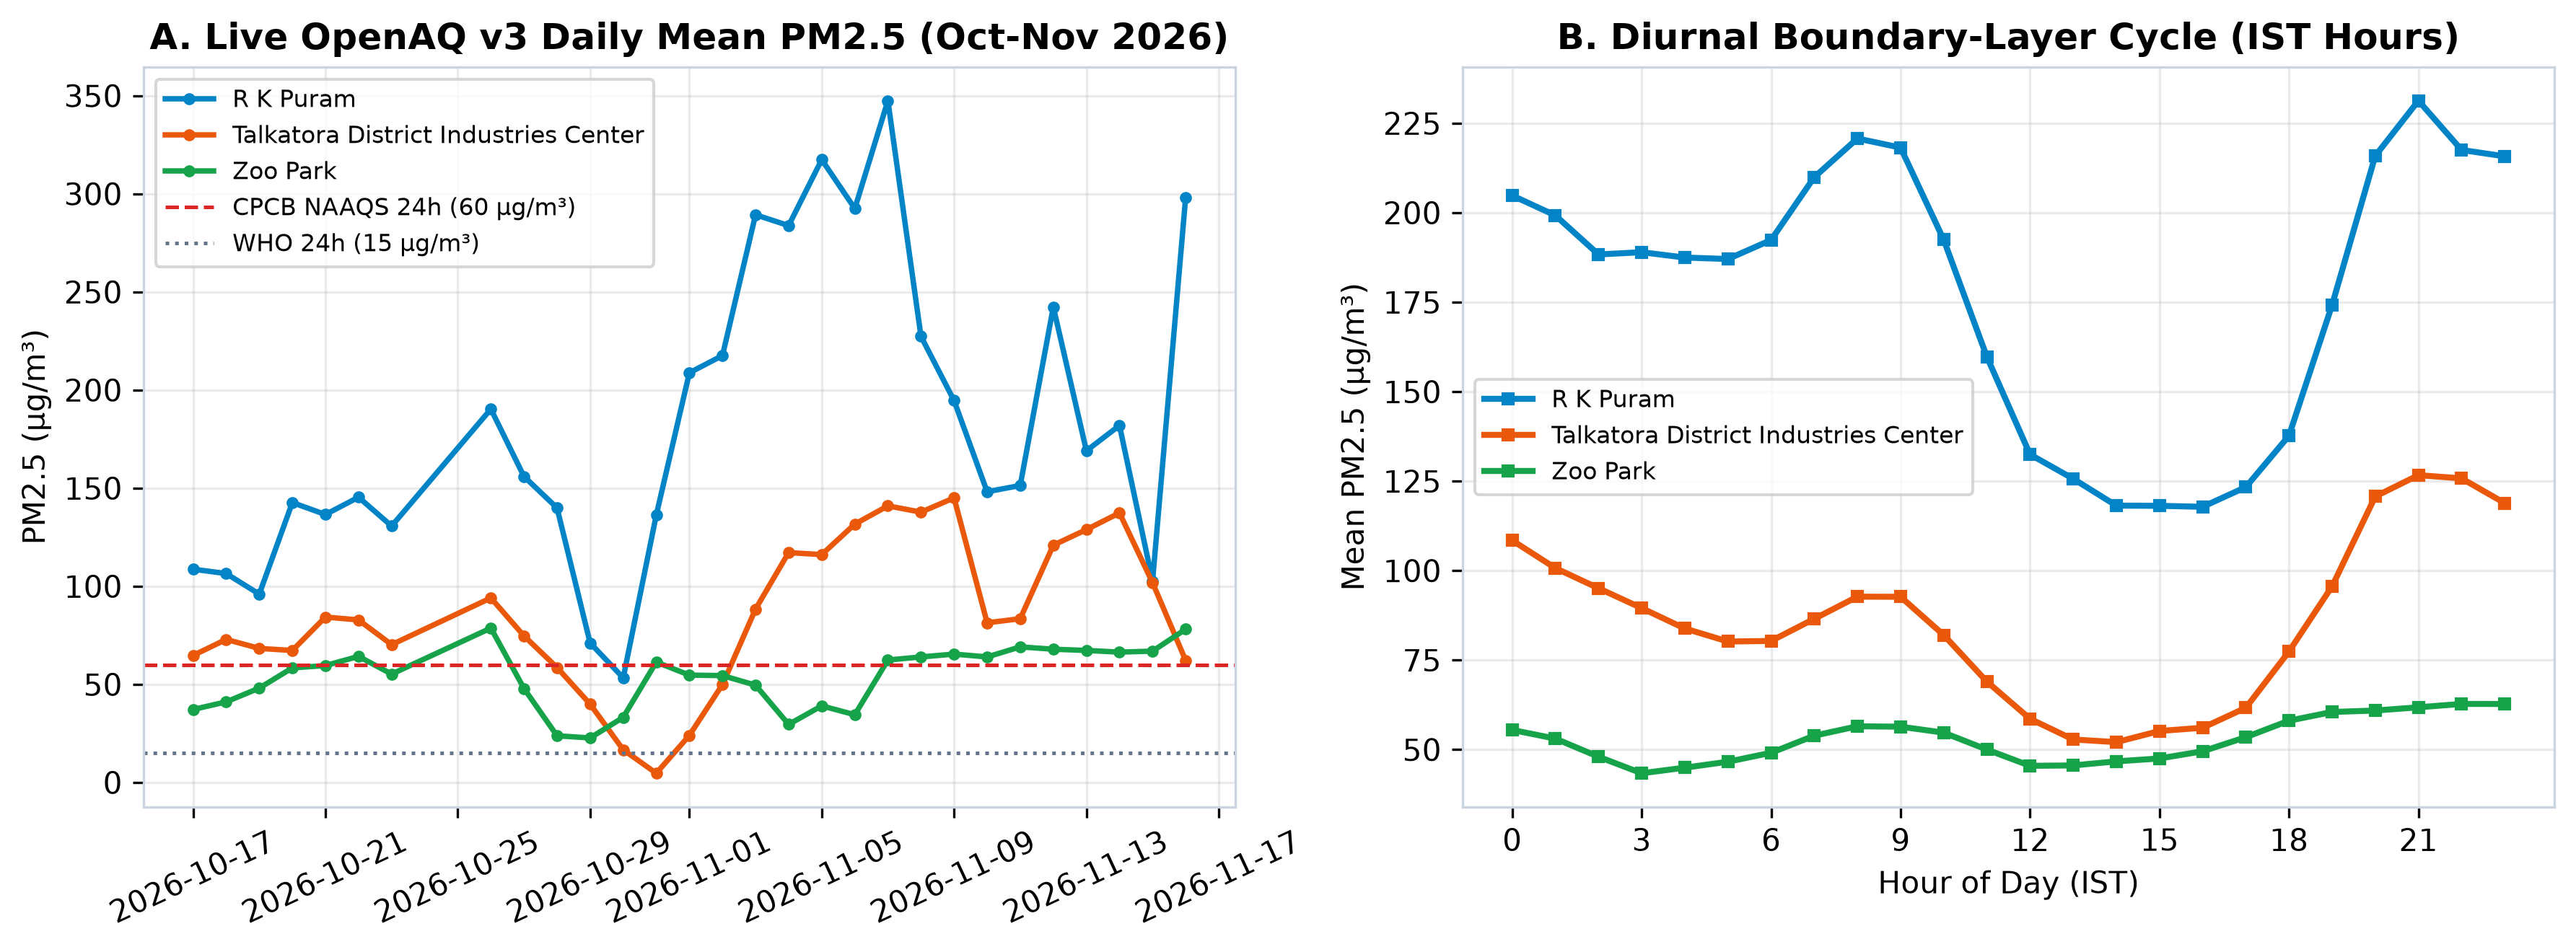 A. Live OpenAQ v3 Daily Mean PM2.5 (Oct-Nov 2026)
PM2.5 (µg/m³)
350
300
250
200
150
100
50
0
R K Puram
Talkatora District Industries Center
Zoo Park
CPCB NAAQS 24h (60 µg/m³)
WHO 24h (15 µg/m³)
2026-10-17
2026-10-21
2026-10-25
2026-10-29
2026-11-01
2026-11-05
2026-11-09
2026-11-13
2026-11-17
B. Diurnal Boundary-Layer Cycle (IST Hours)
Mean PM2.5 (µg/m³)
225
200
175
150
125
100
75
50
R K Puram
Talkatora District Industries Center
Zoo Park
0
3
6
9
12
15
18
21
Hour of Day (IST)